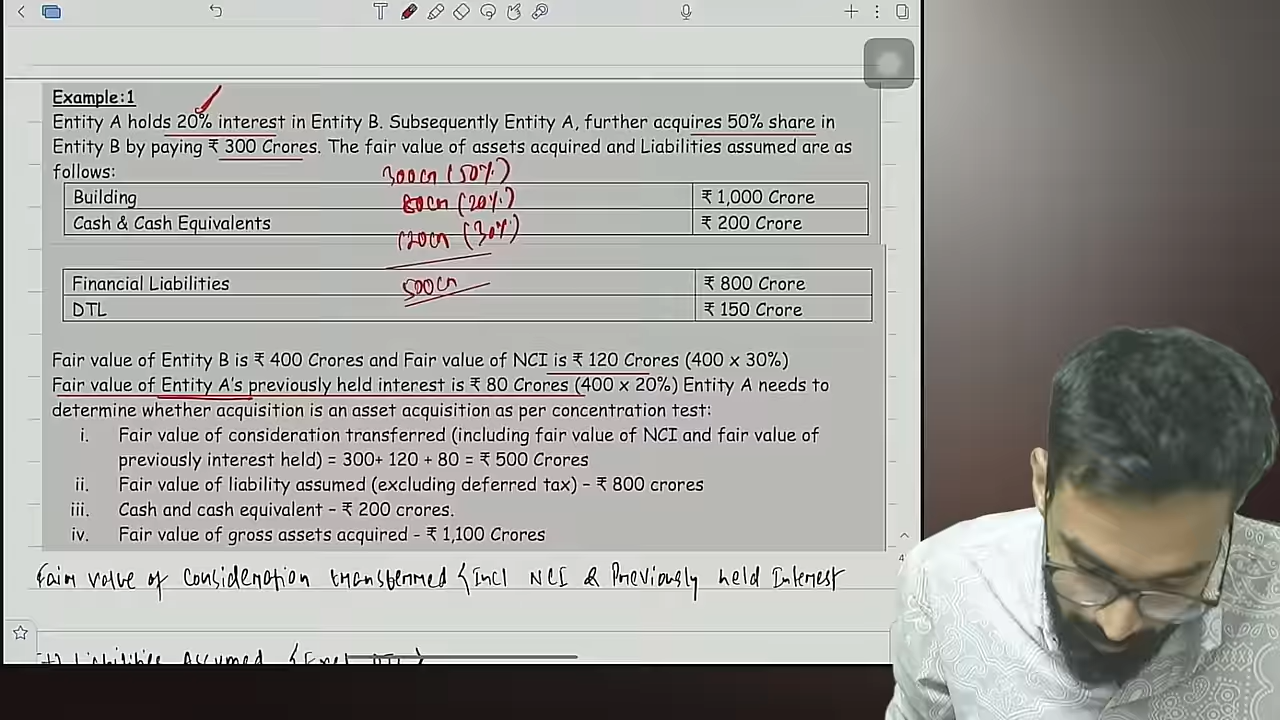 Example:1
Entity A holds 20% interest in Entity B. Subsequently Entity A, further acquires 50% share in
Entity B by paying ₹ 300 Crores. The fair value of assets acquired and Liabilities assumed are as
follows:
300cr (50%)
Building ₹ 1,000 Crore
80cr (20%)
Cash & Cash Equivalents ₹ 200 Crore
120cr (30%)
Financial Liabilities ₹ 800 Crore
500cr
DTL ₹ 150 Crore
Fair value of Entity B is ₹ 400 Crores and Fair value of NCI is ₹ 120 Crores (400 x 30%)
Fair value of Entity A's previously held interest is ₹ 80 Crores (400 x 20%) Entity A needs to
determine whether acquisition is an asset acquisition as per concentration test:
i. Fair value of consideration transferred (including fair value of NCI and fair value of
previously interest held) = 300+ 120 + 80 = ₹ 500 Crores
ii. Fair value of liability assumed (excluding deferred tax) – ₹ 800 crores
iii. Cash and cash equivalent – ₹ 200 crores.
iv. Fair value of gross assets acquired - ₹ 1,100 Crores
4
Fair value of consideration transferred {Incl NCI & Previously held Interest
(+) Liabilities Assumed {Excl DTL}